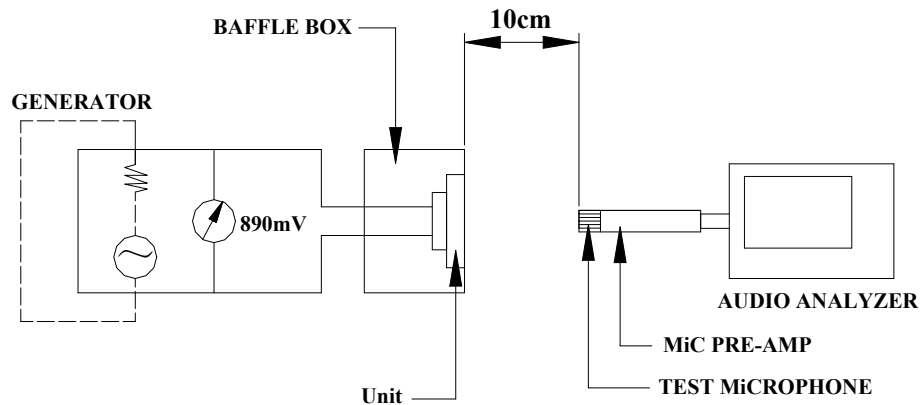 10cm
BAFFLE BOX
GENERATOR
890mV
AUDIO ANALYZER
MiC PRE-AMP
Unit
TEST MiCROPHONE